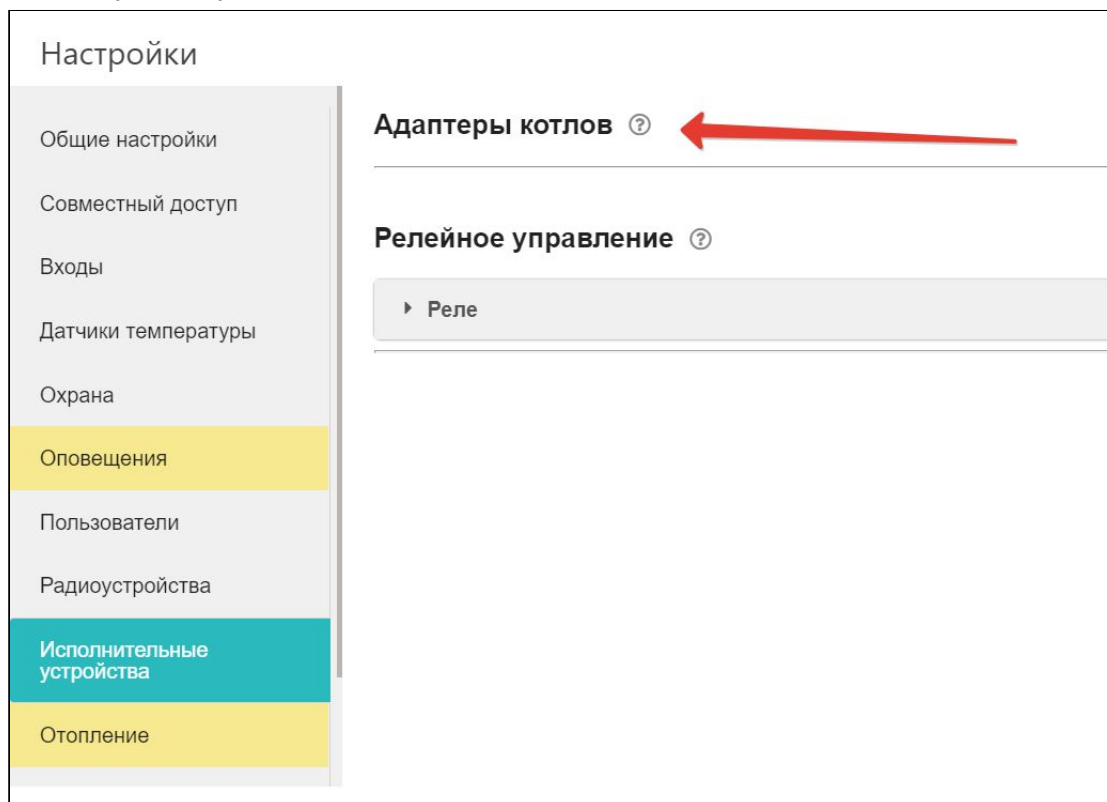 Настройки
Общие настройки
Совместный доступ
Входы
Датчики температуры
Охрана
Оповещения
Пользователи
Радиоустройства
Исполнительные
устройства
Отопление
Адаптеры котлов ?
Релейное управление ?
Реле